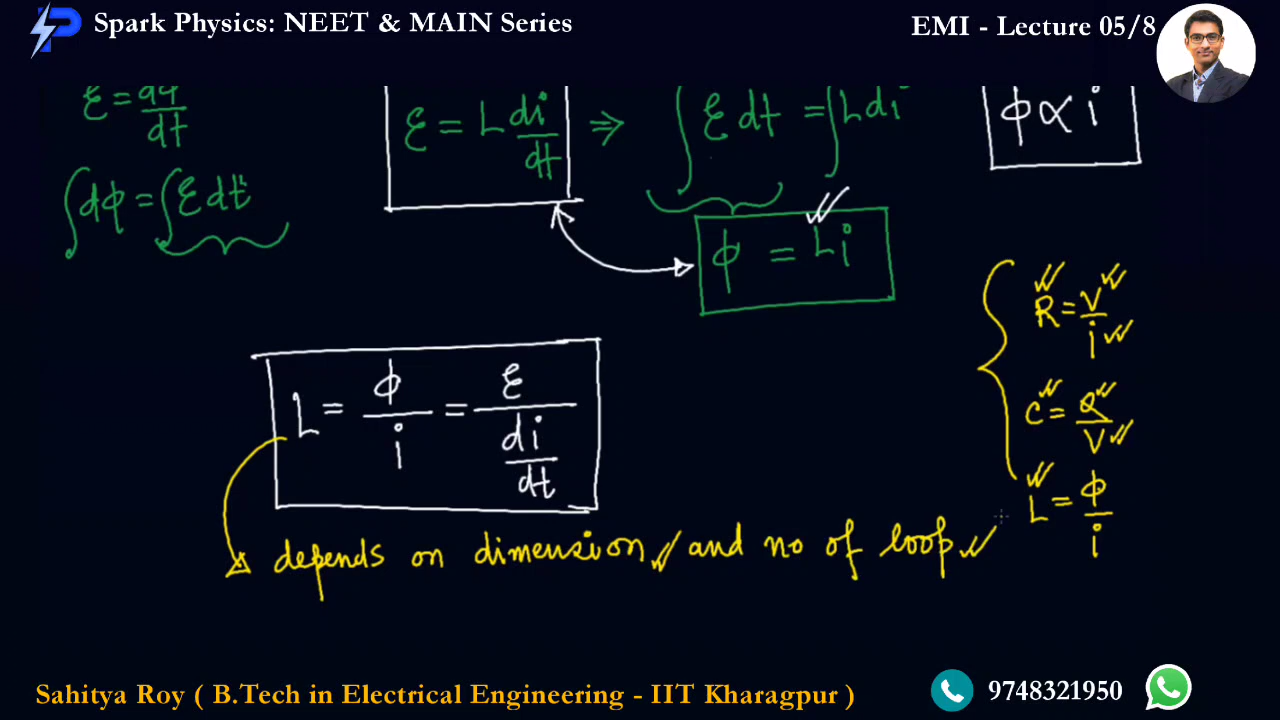 Spark Physics: NEET & MAIN Series
EMI - Lecture 05/8
ε = dφ/dt
∫dφ = ∫ε dt
ε = L di/dt ⇒ ∫ε dt = ∫L di
φ ∝ i
φ = Li
R = V/i
C = Q/V
L = φ/i
L = φ/i = ε/(di/dt)
depends on dimension and no of loop
Sahitya Roy ( B.Tech in Electrical Engineering - IIT Kharagpur )
9748321950